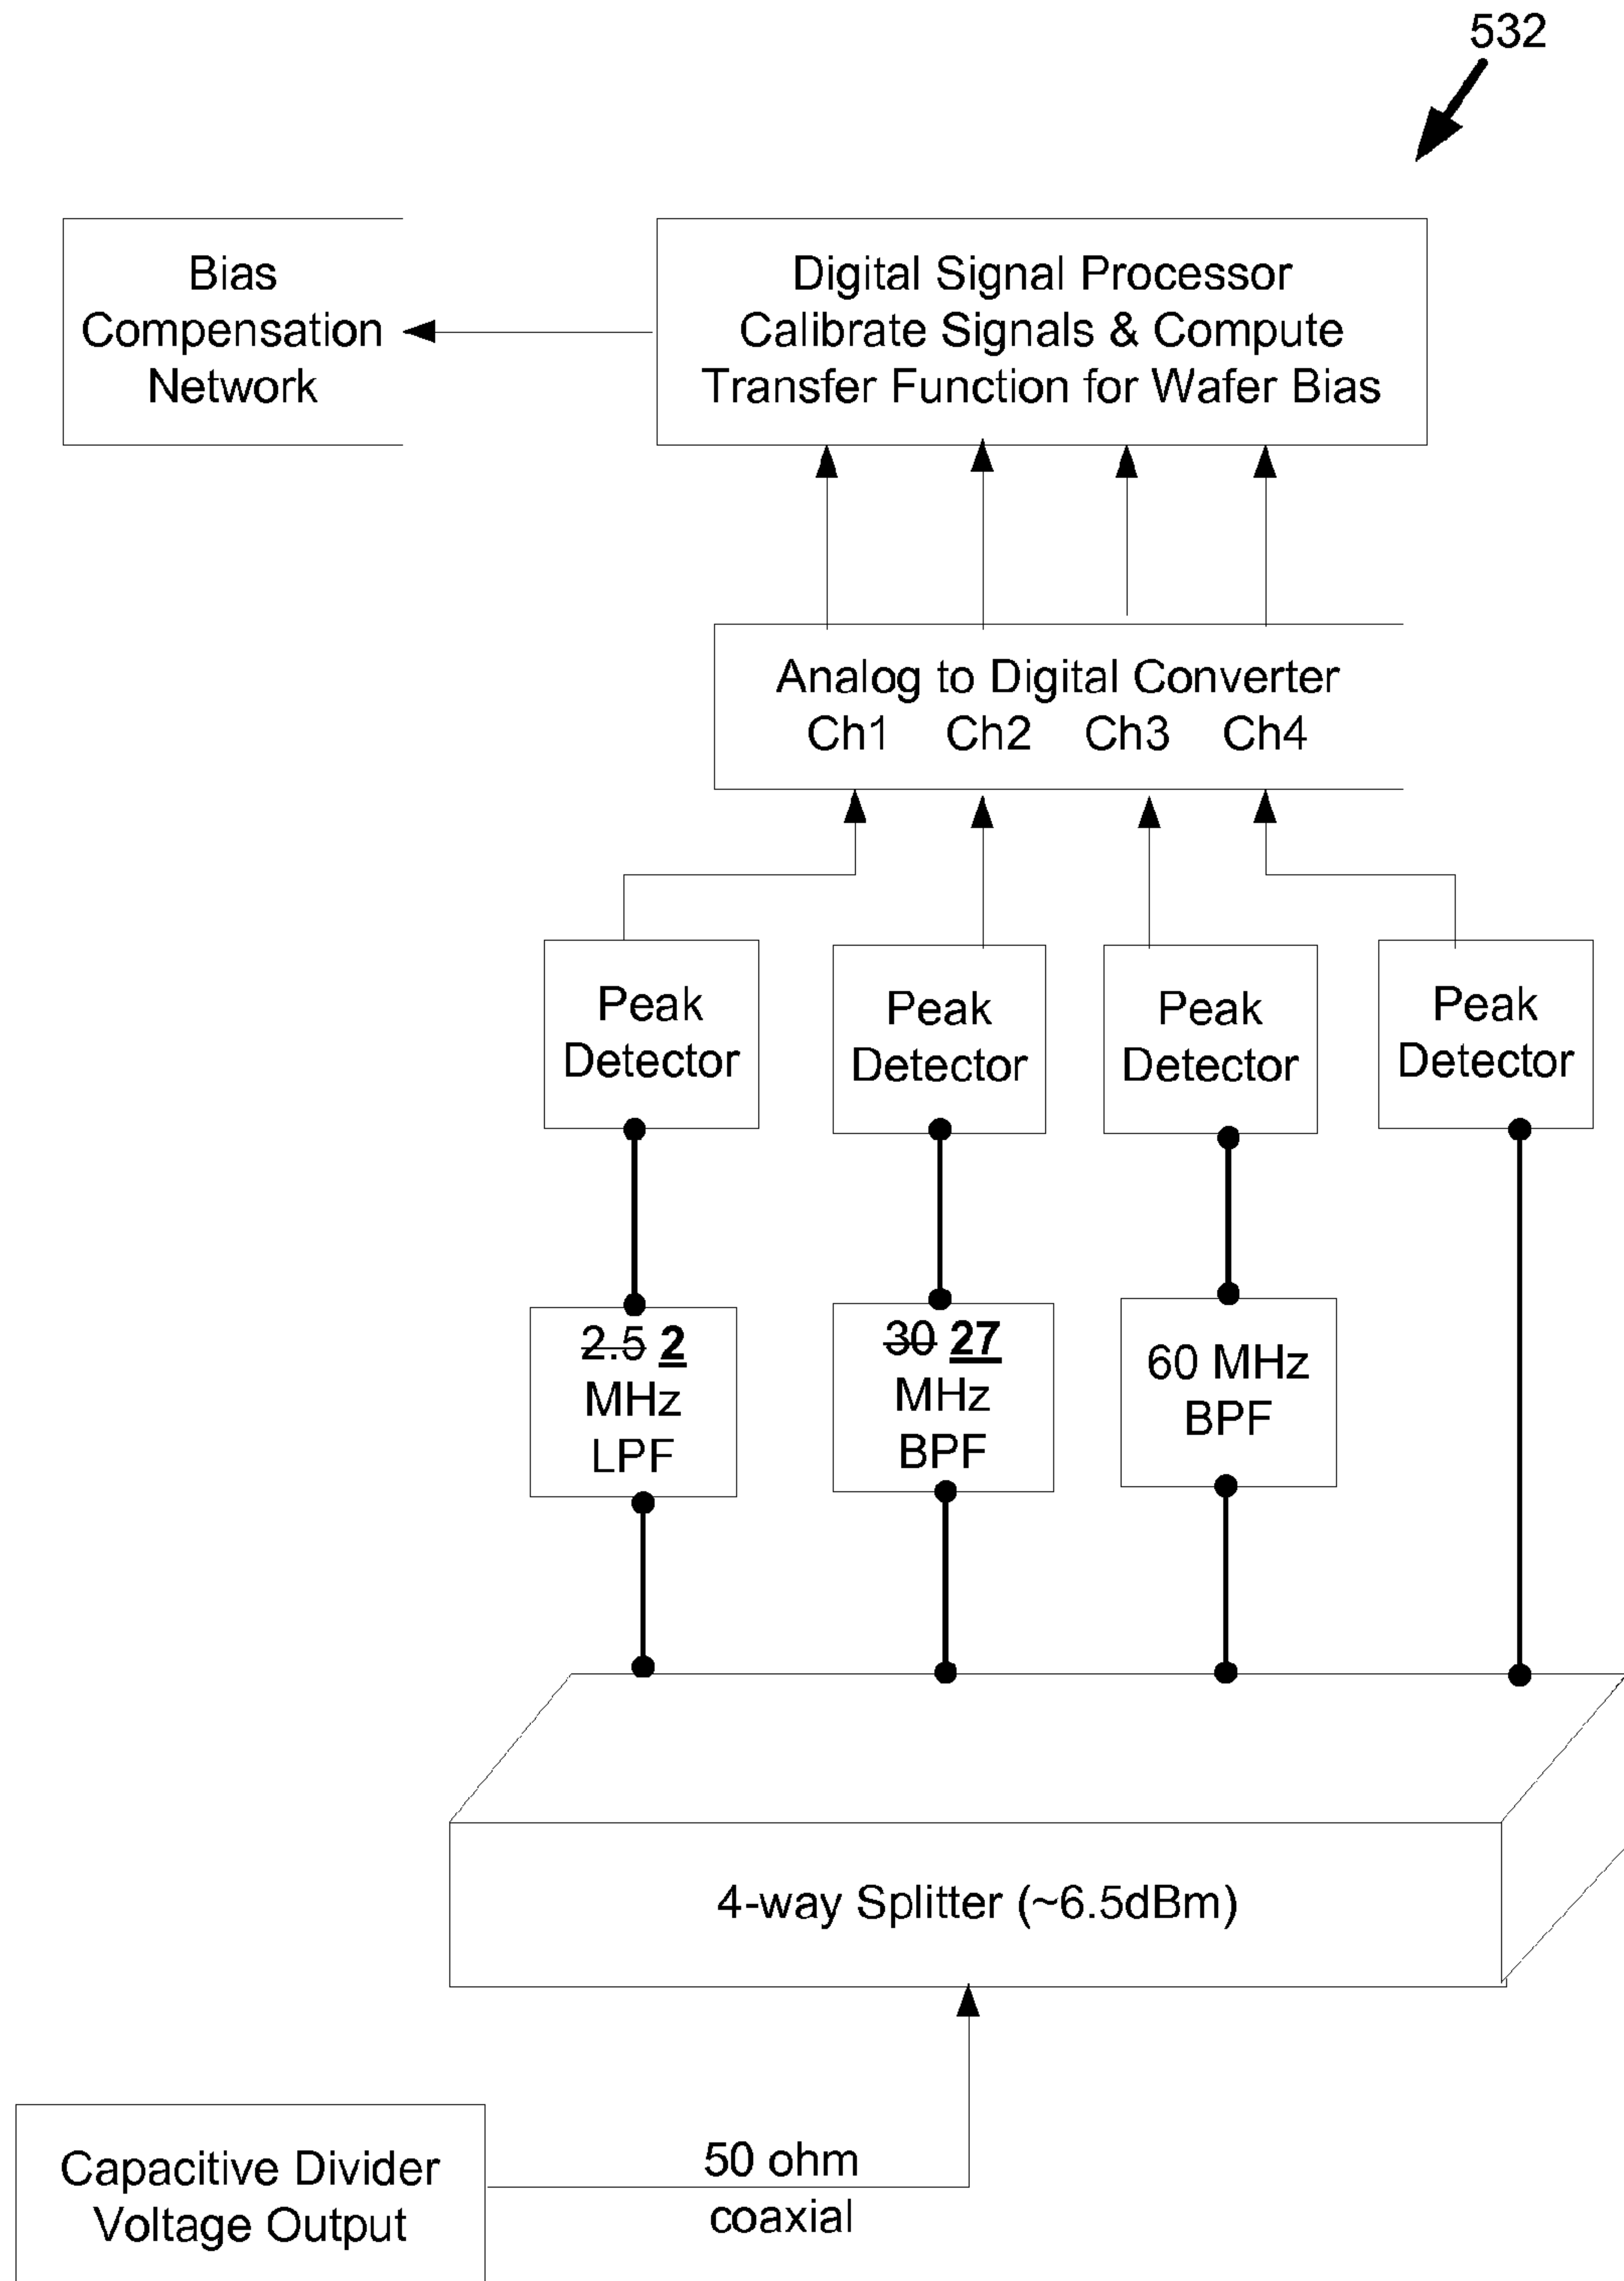 532
Bias
Compensation
Network
Digital Signal Processor
Calibrate Signals & Compute
Transfer Function for Wafer Bias
Analog to Digital Converter
Ch1 Ch2 Ch3 Ch4
Peak
Detector
Peak
Detector
Peak
Detector
Peak
Detector
2.5 2
MHz
LPF
30 27
MHz
BPF
60 MHz
BPF
4-way Splitter (~6.5dBm)
Capacitive Divider
Voltage Output
50 ohm
coaxial